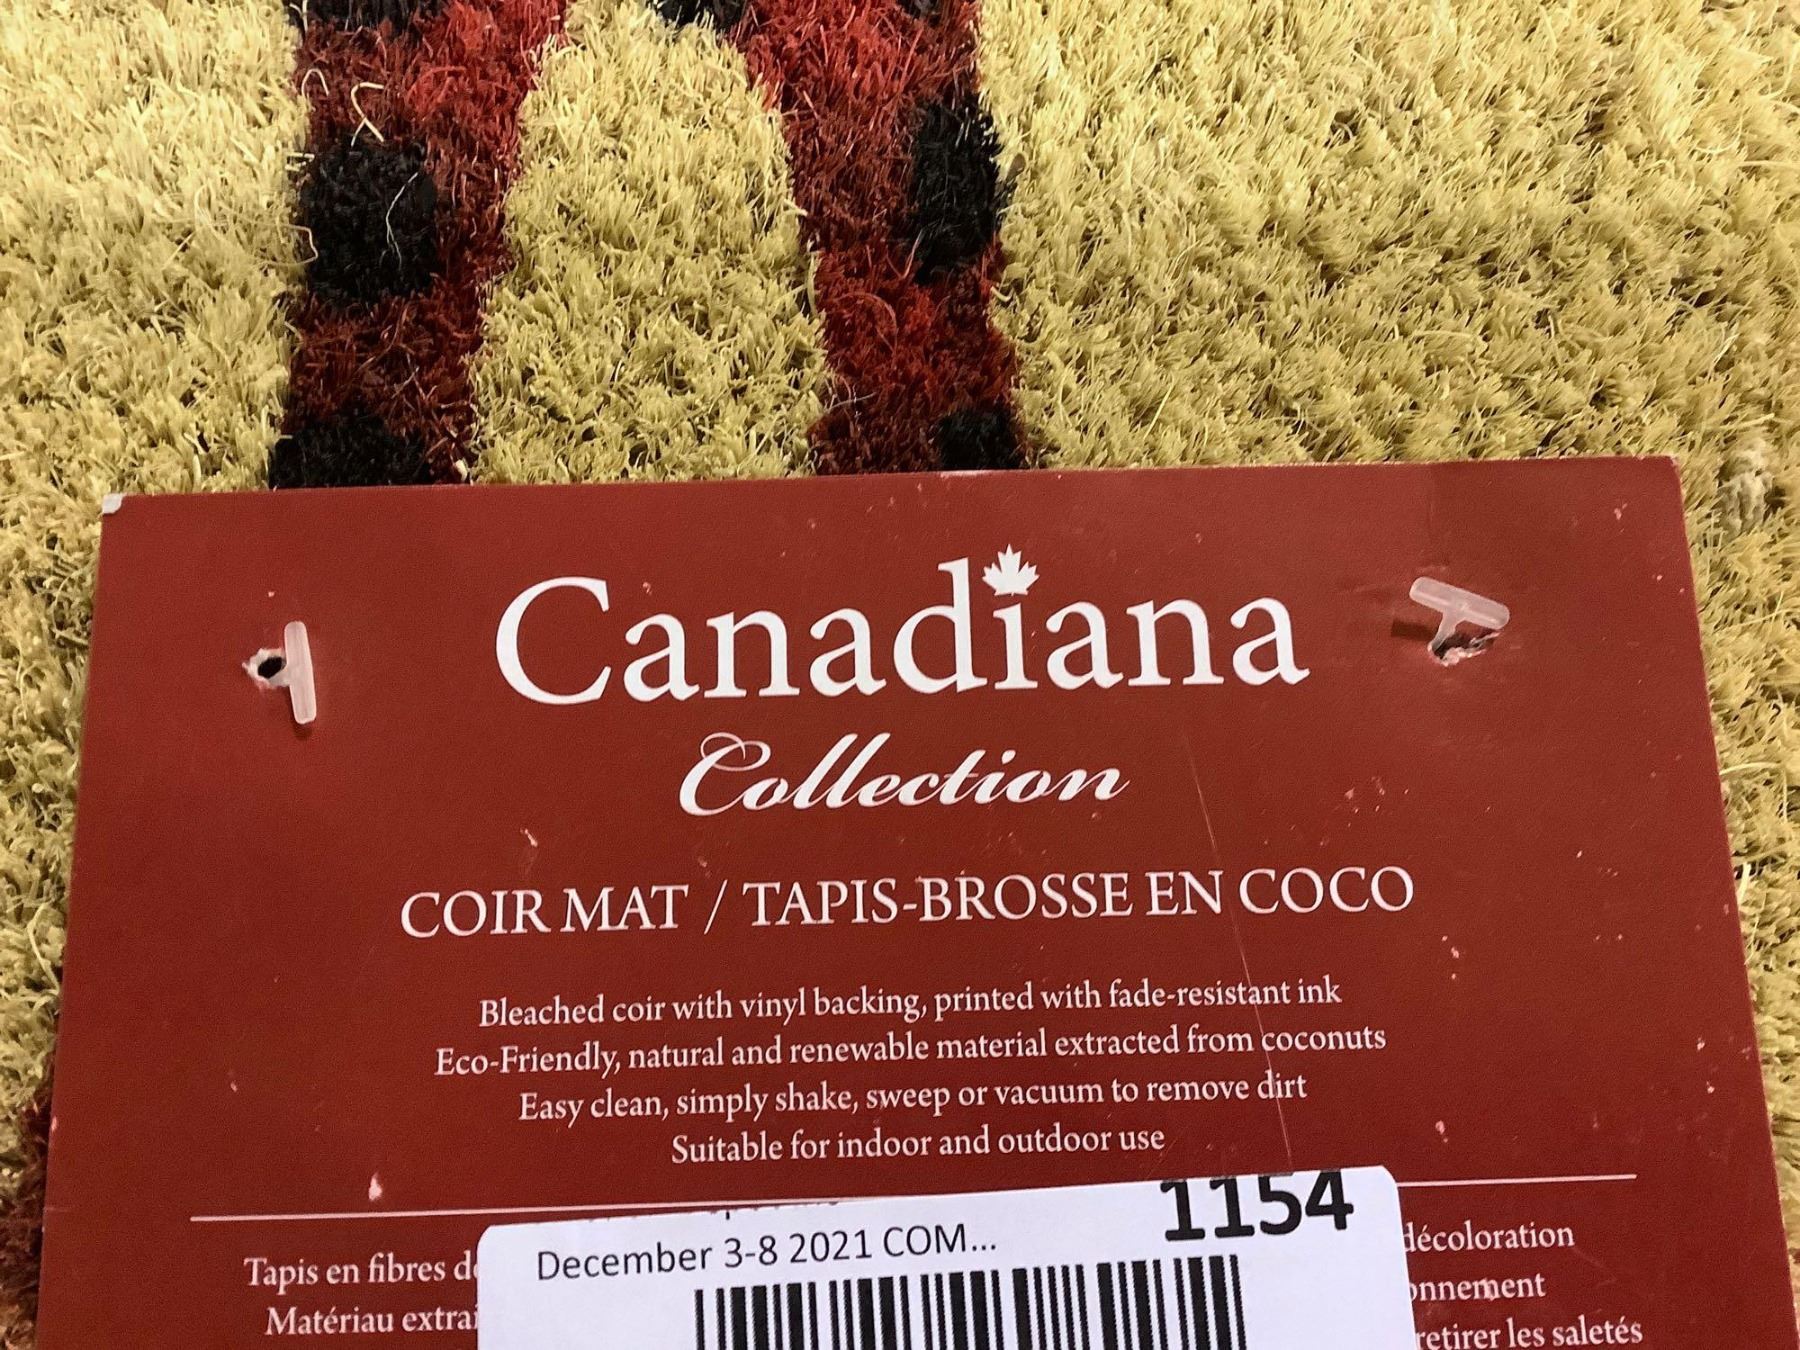 Canadiana
Collection
COIR MAT / TAPIS-BROSSE EN COCO
Bleached coir with vinyl backing, printed with fade-resistant ink
Eco-Friendly, natural and renewable material extracted from coconuts
Easy clean, simply shake, sweep or vacuum to remove dirt
Suitable for indoor and outdoor use
1154
December 3-8 2021 COM...
Tapis en fibres décoloration
Matériau
retirer les saletés